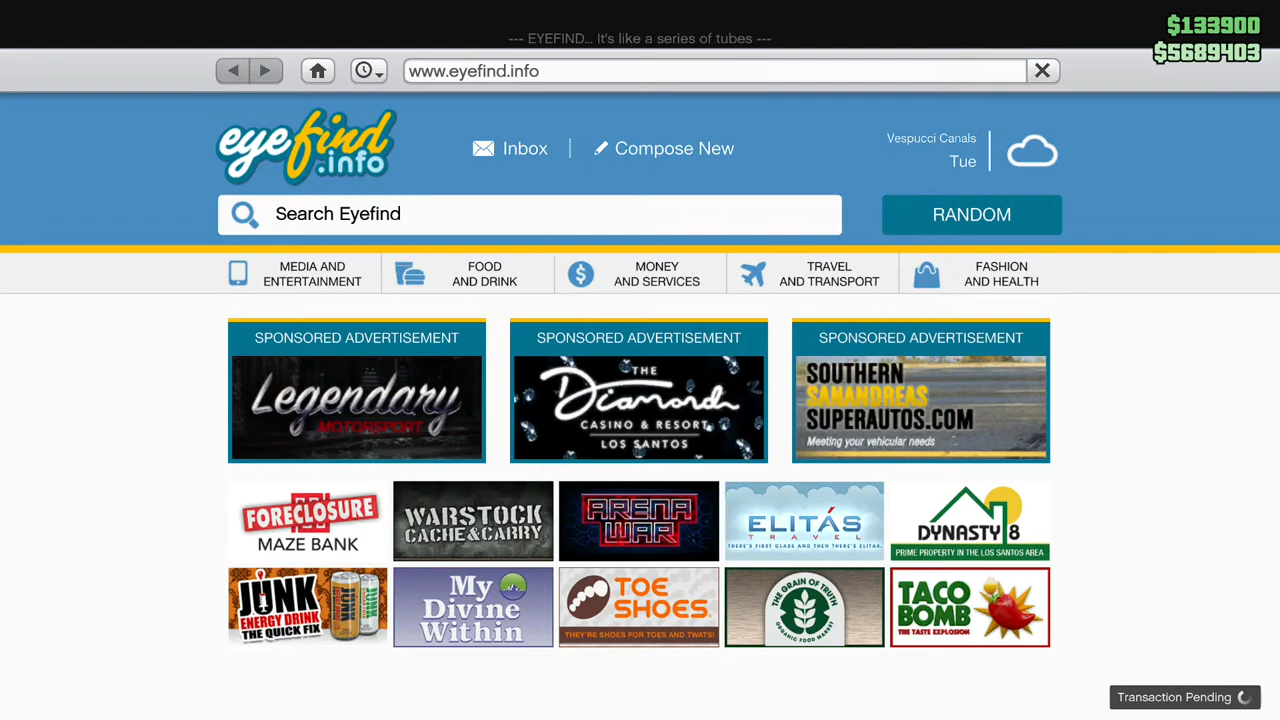 --- EYEFIND... It's like a series of tubes ---
$133900
$5689403
www.eyefind.info
eyefind
.info
Inbox
Compose New
Vespucci Canals
Tue
Search Eyefind
RANDOM
MEDIA AND
ENTERTAINMENT
FOOD
AND DRINK
MONEY
AND SERVICES
TRAVEL
AND TRANSPORT
FASHION
AND HEALTH
SPONSORED ADVERTISEMENT
Legendary
MOTORSPORT
SPONSORED ADVERTISEMENT
THE
Diamond
CASINO & RESORT
LOS SANTOS
SPONSORED ADVERTISEMENT
SOUTHERN
SANANDREAS
SUPERAUTOS.COM
Meeting your vehicular needs
FORECLOSURE
MAZE BANK
WARSTOCK
CACHE&CARRY
ARENA
WAR
ELITÁS
TRAVEL
THERE'S FIRST CLASS AND THEN THERE'S ELITÁS.
DYNASTY 8
PRIME PROPERTY IN THE LOS SANTOS AREA
JUNK
ENERGY DRINK
THE QUICK FIX
My
Divine
Within
TOE
SHOES
THEY'RE SHOES FOR TOES AND TWATS!
THE GRAIN OF TRUTH
ORGANIC FOOD MARKET
TACO
BOMB
THE TASTE EXPLOSION
Transaction Pending